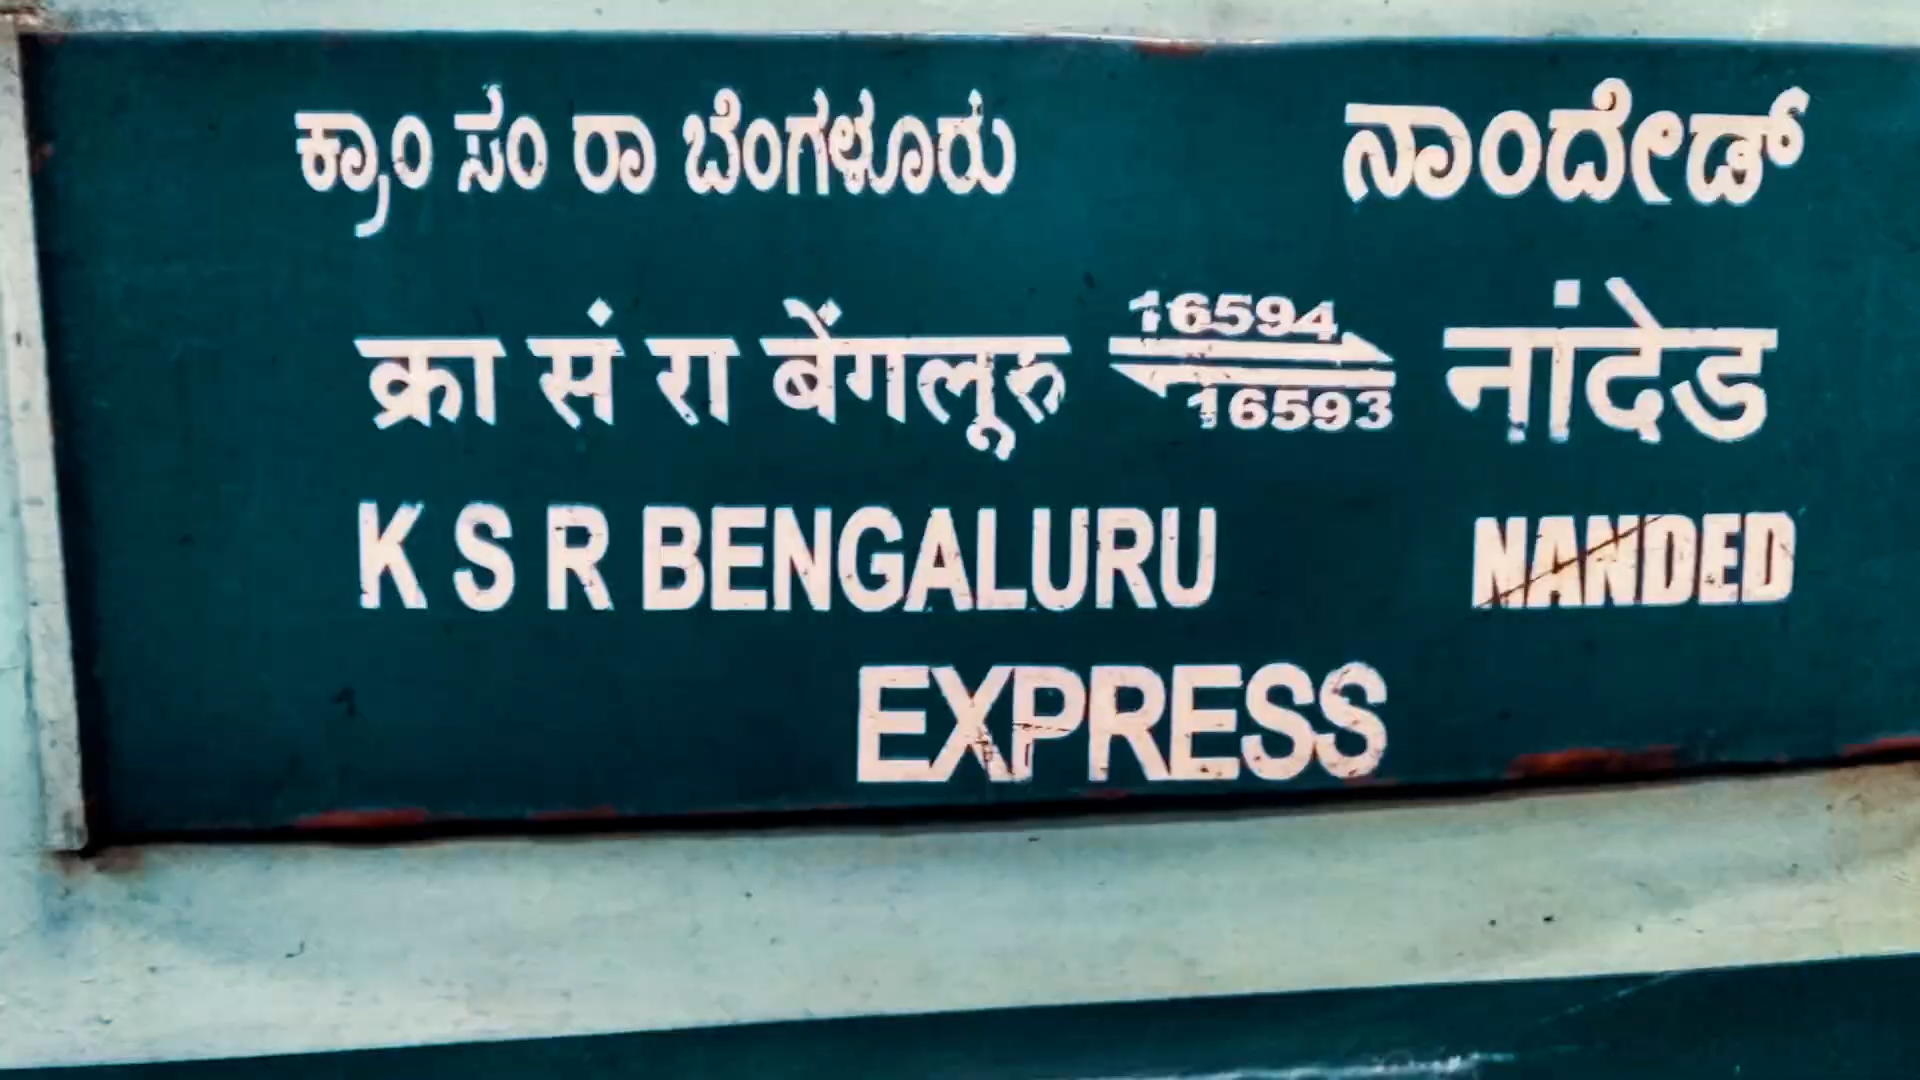 ಕ್ರಾಂ ಸಂ ರಾ ಬೆಂಗಳೂರು ನಾಂದೇಡ್
क्रा सं रा बेंगलूरु 16594 नांदेड
16593
K S R BENGALURU NANDED
EXPRESS